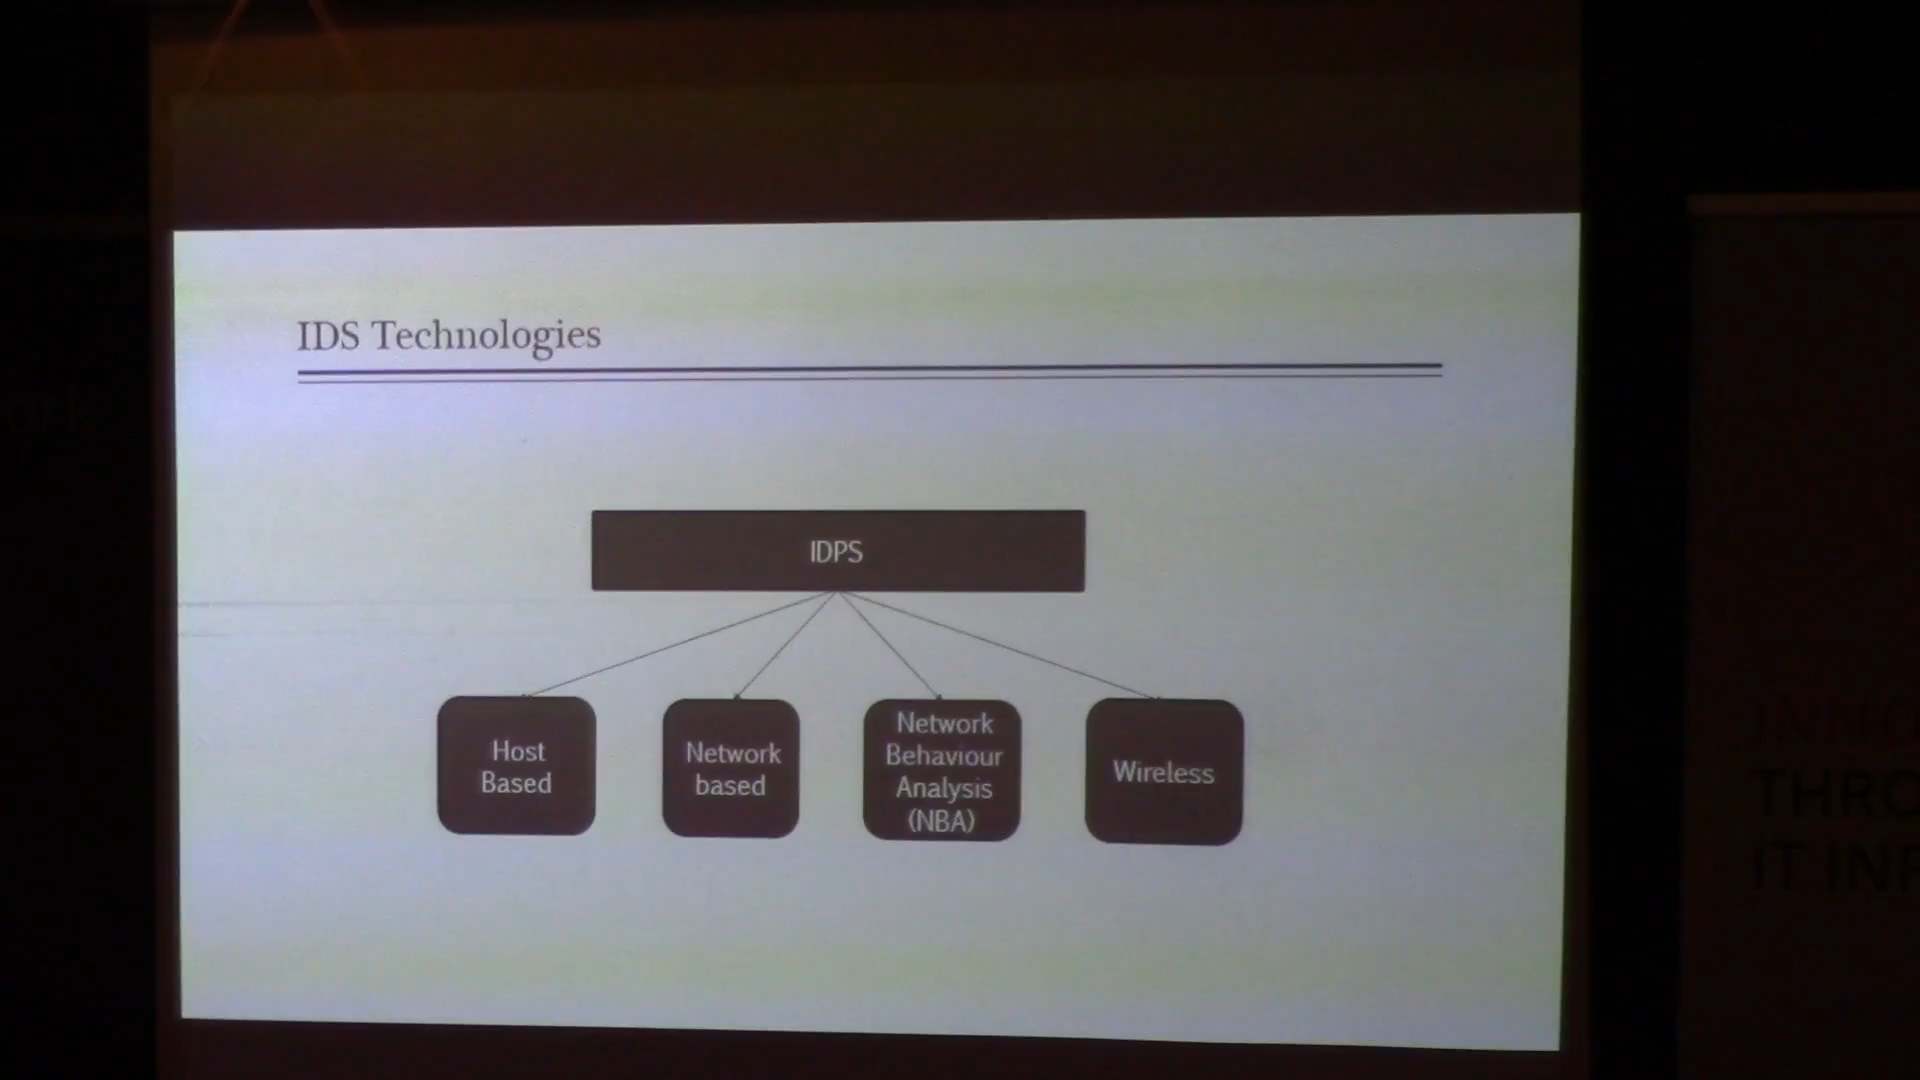 IDS Technologies
IDPS
Host
Based
Network
based
Network
Behaviour
Analysis
(NBA)
Wireless